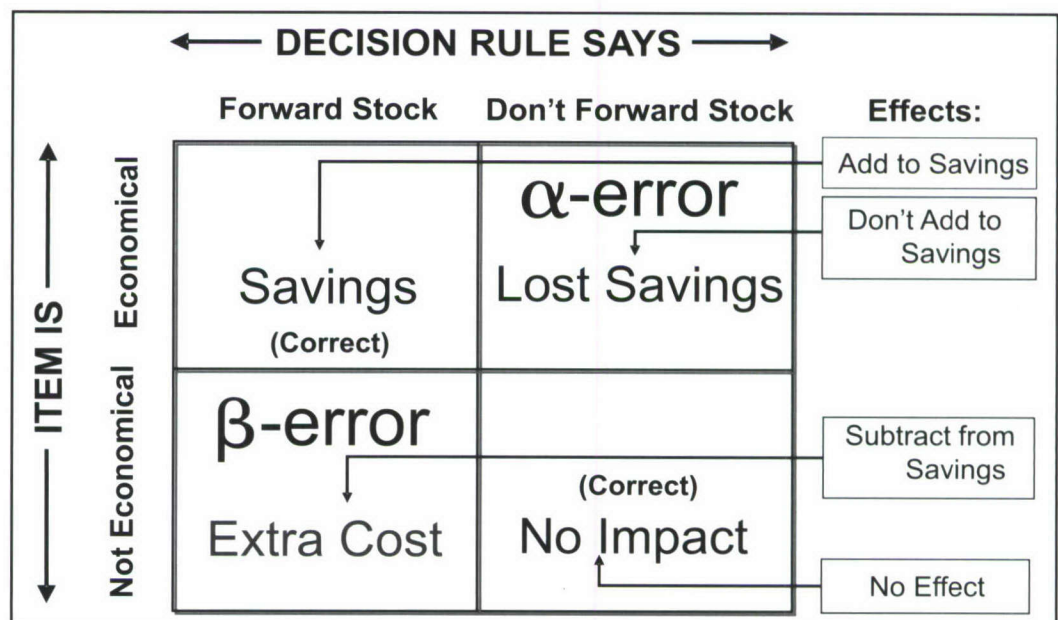 DECISION RULE SAYS
Forward Stock
Don't Forward Stock
Effects:
ITEM IS
Economical
Not Economical
Savings
(Correct)
α-error
Lost Savings
β-error
Extra Cost
(Correct)
No Impact
Add to Savings
Don't Add to
Savings
Subtract from
Savings
No Effect